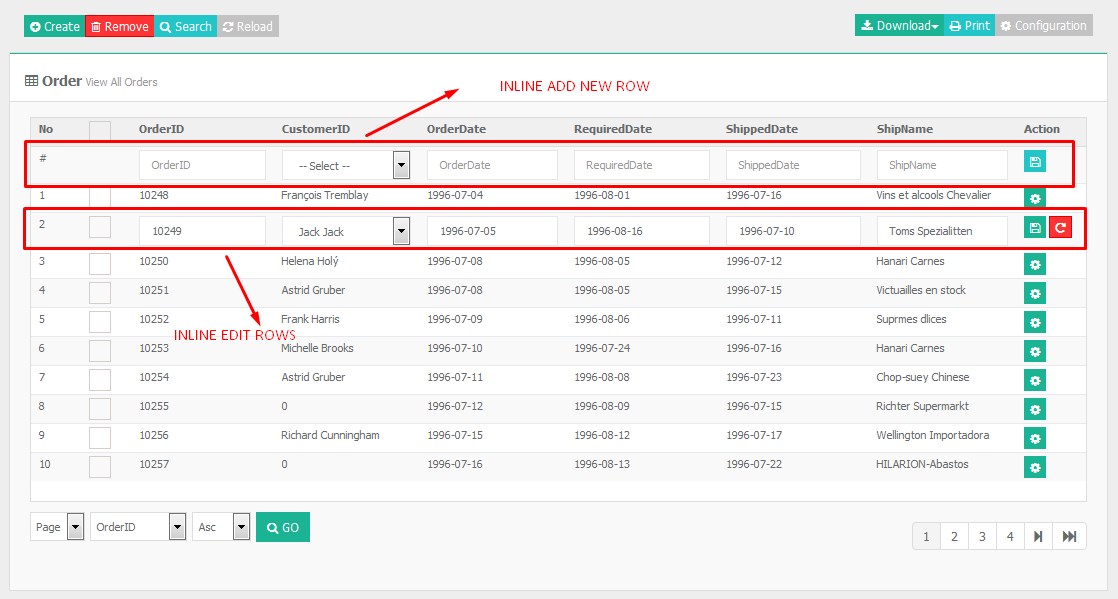 Create Remove Search Reload Download Print Configuration
Order View All Orders
INLINE ADD NEW ROW
No OrderID CustomerID OrderDate RequiredDate ShippedDate ShipName Action
# OrderID -- Select -- OrderDate RequiredDate ShippedDate ShipName
1 10248 François Tremblay 1996-07-04 1996-08-01 1996-07-16 Vins et alcools Chevalier
2 10249 Jack Jack 1996-07-05 1996-08-16 1996-07-10 Toms Spezialitten
3 10250 Helena Holý 1996-07-08 1996-08-05 1996-07-12 Hanari Carnes
4 10251 Astrid Gruber 1996-07-08 1996-08-05 1996-07-15 Victuailles en stock
5 10252 Frank Harris 1996-07-09 1996-08-06 1996-07-11 Suprmes dlices
INLINE EDIT ROWS
6 10253 Michelle Brooks 1996-07-10 1996-07-24 1996-07-16 Hanari Carnes
7 10254 Astrid Gruber 1996-07-11 1996-08-08 1996-07-23 Chop-suey Chinese
8 10255 0 1996-07-12 1996-08-09 1996-07-15 Richter Supermarkt
9 10256 Richard Cunningham 1996-07-15 1996-08-12 1996-07-17 Wellington Importadora
10 10257 0 1996-07-16 1996-08-13 1996-07-22 HILARION-Abastos
Page OrderID Asc GO
1 2 3 4